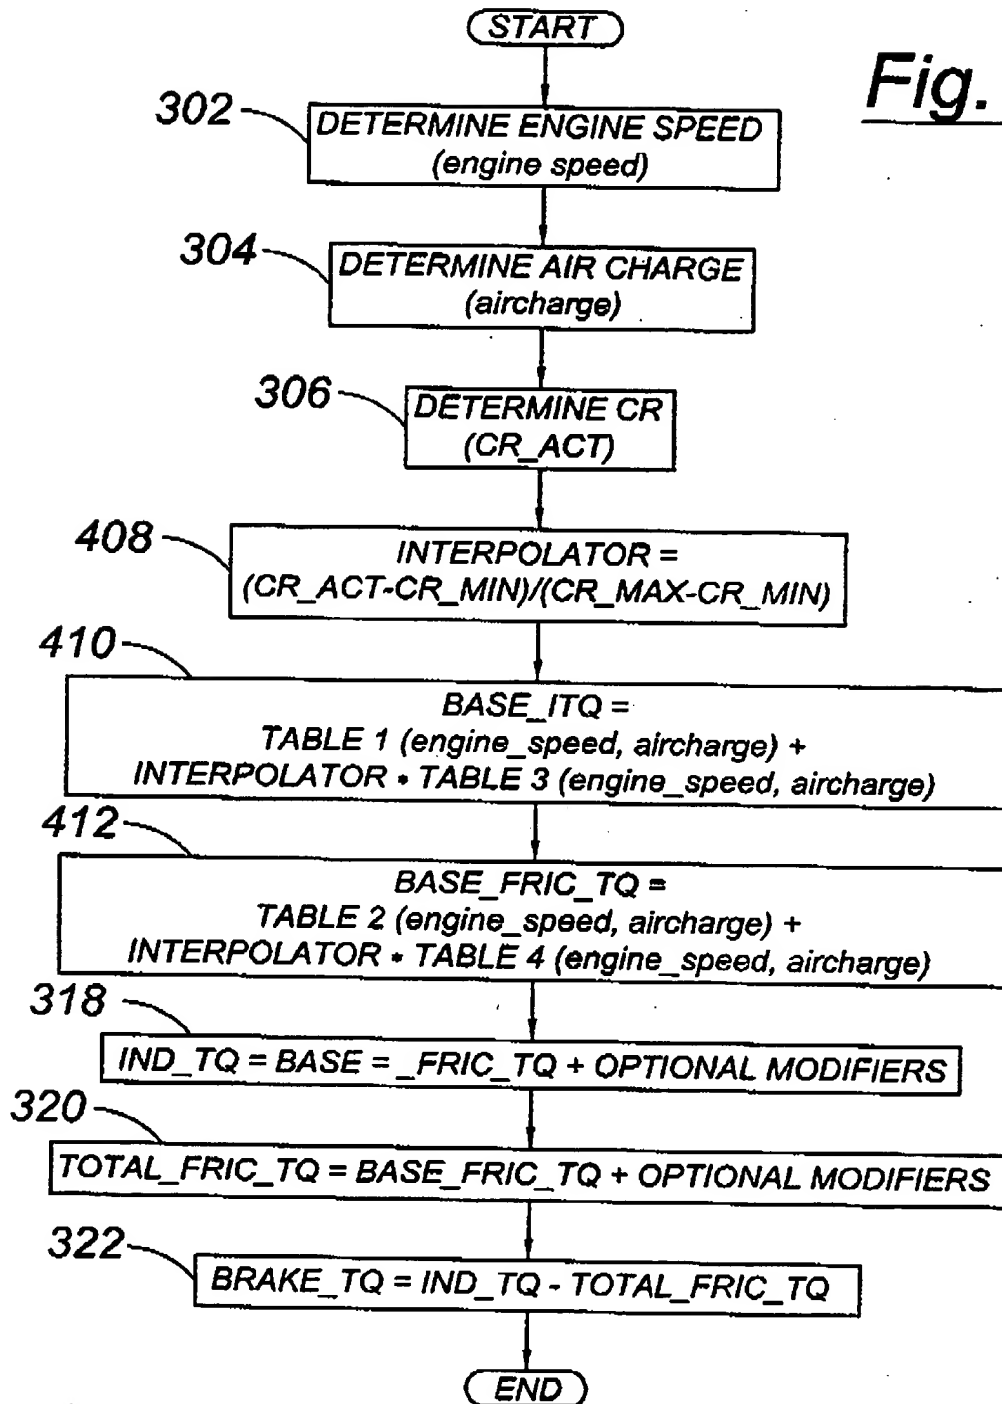 START
Fig.
302
DETERMINE ENGINE SPEED
(engine speed)
304
DETERMINE AIR CHARGE
(aircharge)
306
DETERMINE CR
(CR_ACT)
408
INTERPOLATOR =
(CR_ACT-CR_MIN)/(CR_MAX-CR_MIN)
410
BASE_ITQ =
TABLE 1 (engine_speed, aircharge) +
INTERPOLATOR * TABLE 3 (engine_speed, aircharge)
412
BASE_FRIC_TQ =
TABLE 2 (engine_speed, aircharge) +
INTERPOLATOR * TABLE 4 (engine_speed, aircharge)
318
IND_TQ = BASE = _FRIC_TQ + OPTIONAL MODIFIERS
320
TOTAL_FRIC_TQ = BASE_FRIC_TQ + OPTIONAL MODIFIERS
322
BRAKE_TQ = IND_TQ - TOTAL_FRIC_TQ
END